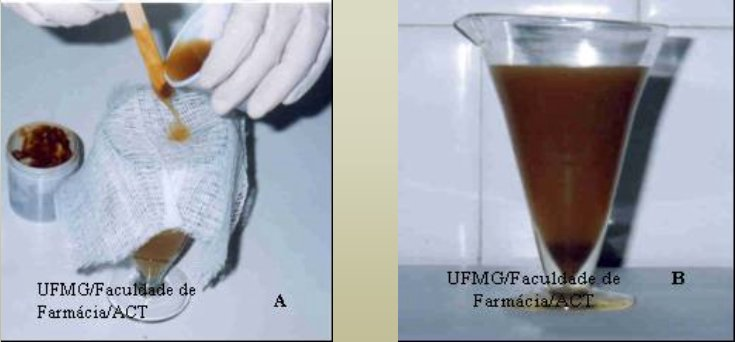 UFMG/Faculdade de
Farmácia/ACT
A
UFMG/Faculdade de
Farmácia/ACT
B